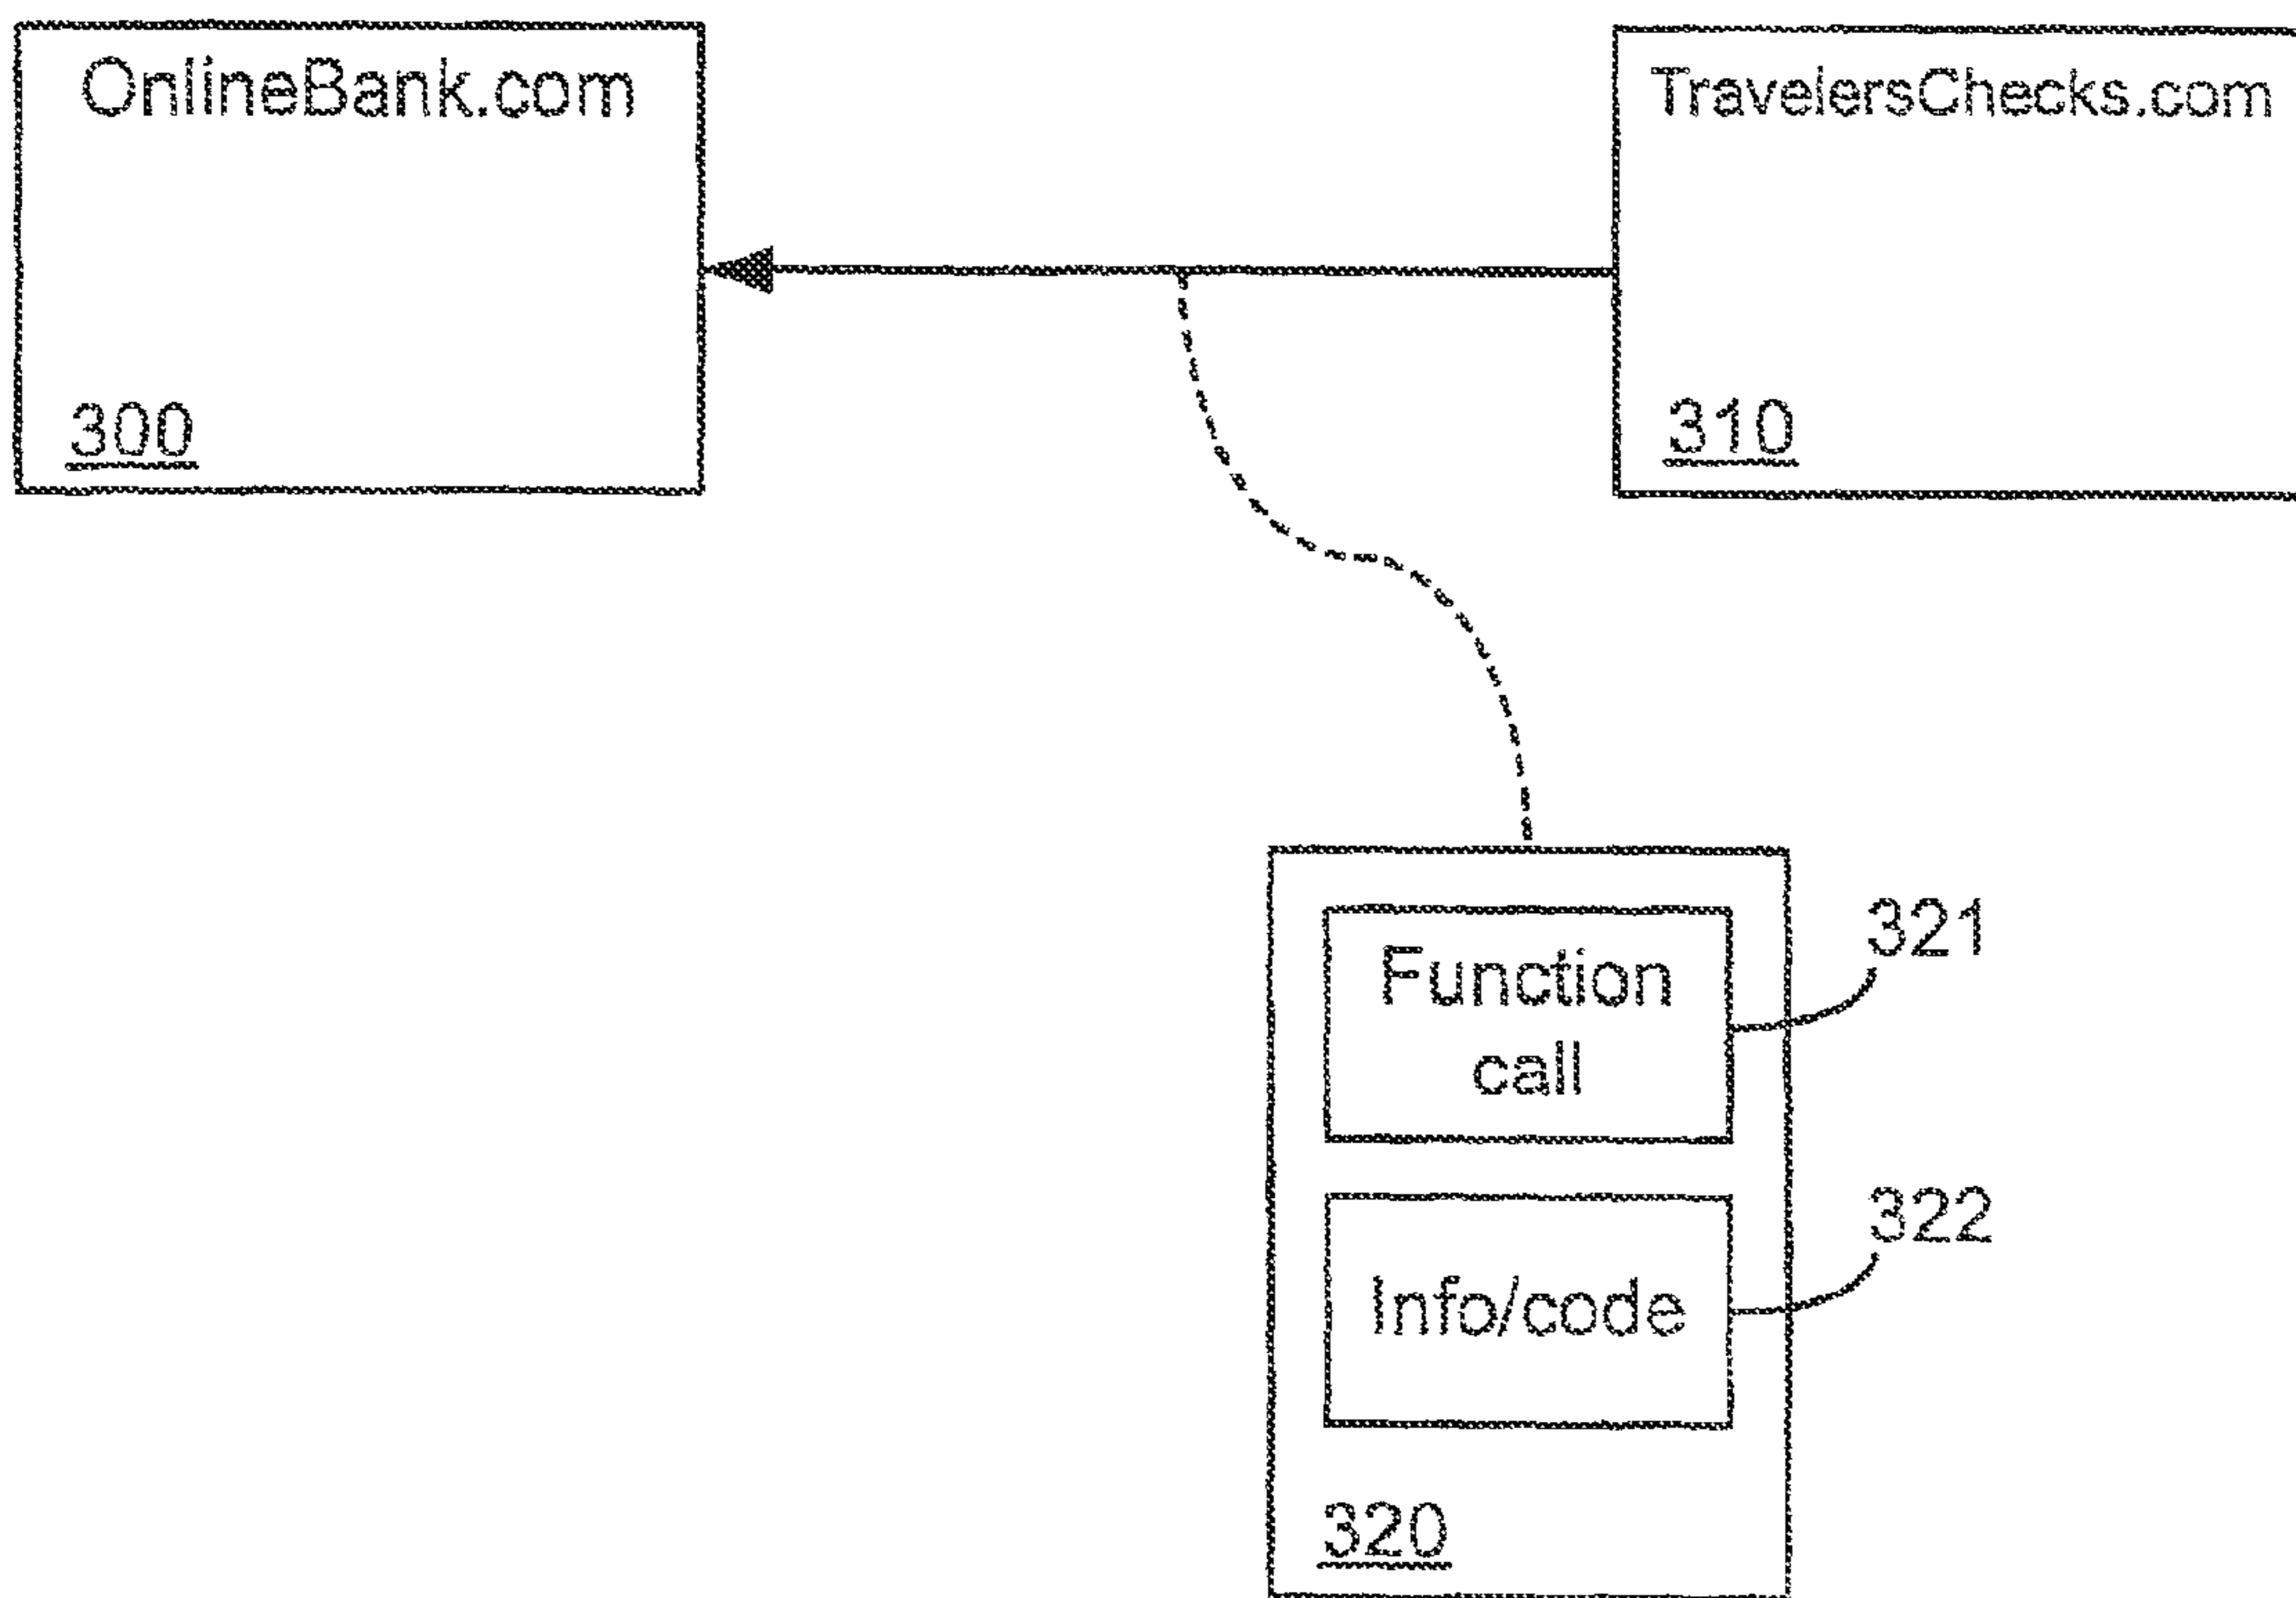 OnlineBank.com
300
TravelersChecks.com
310
Function
call
321
Info/code
322
320